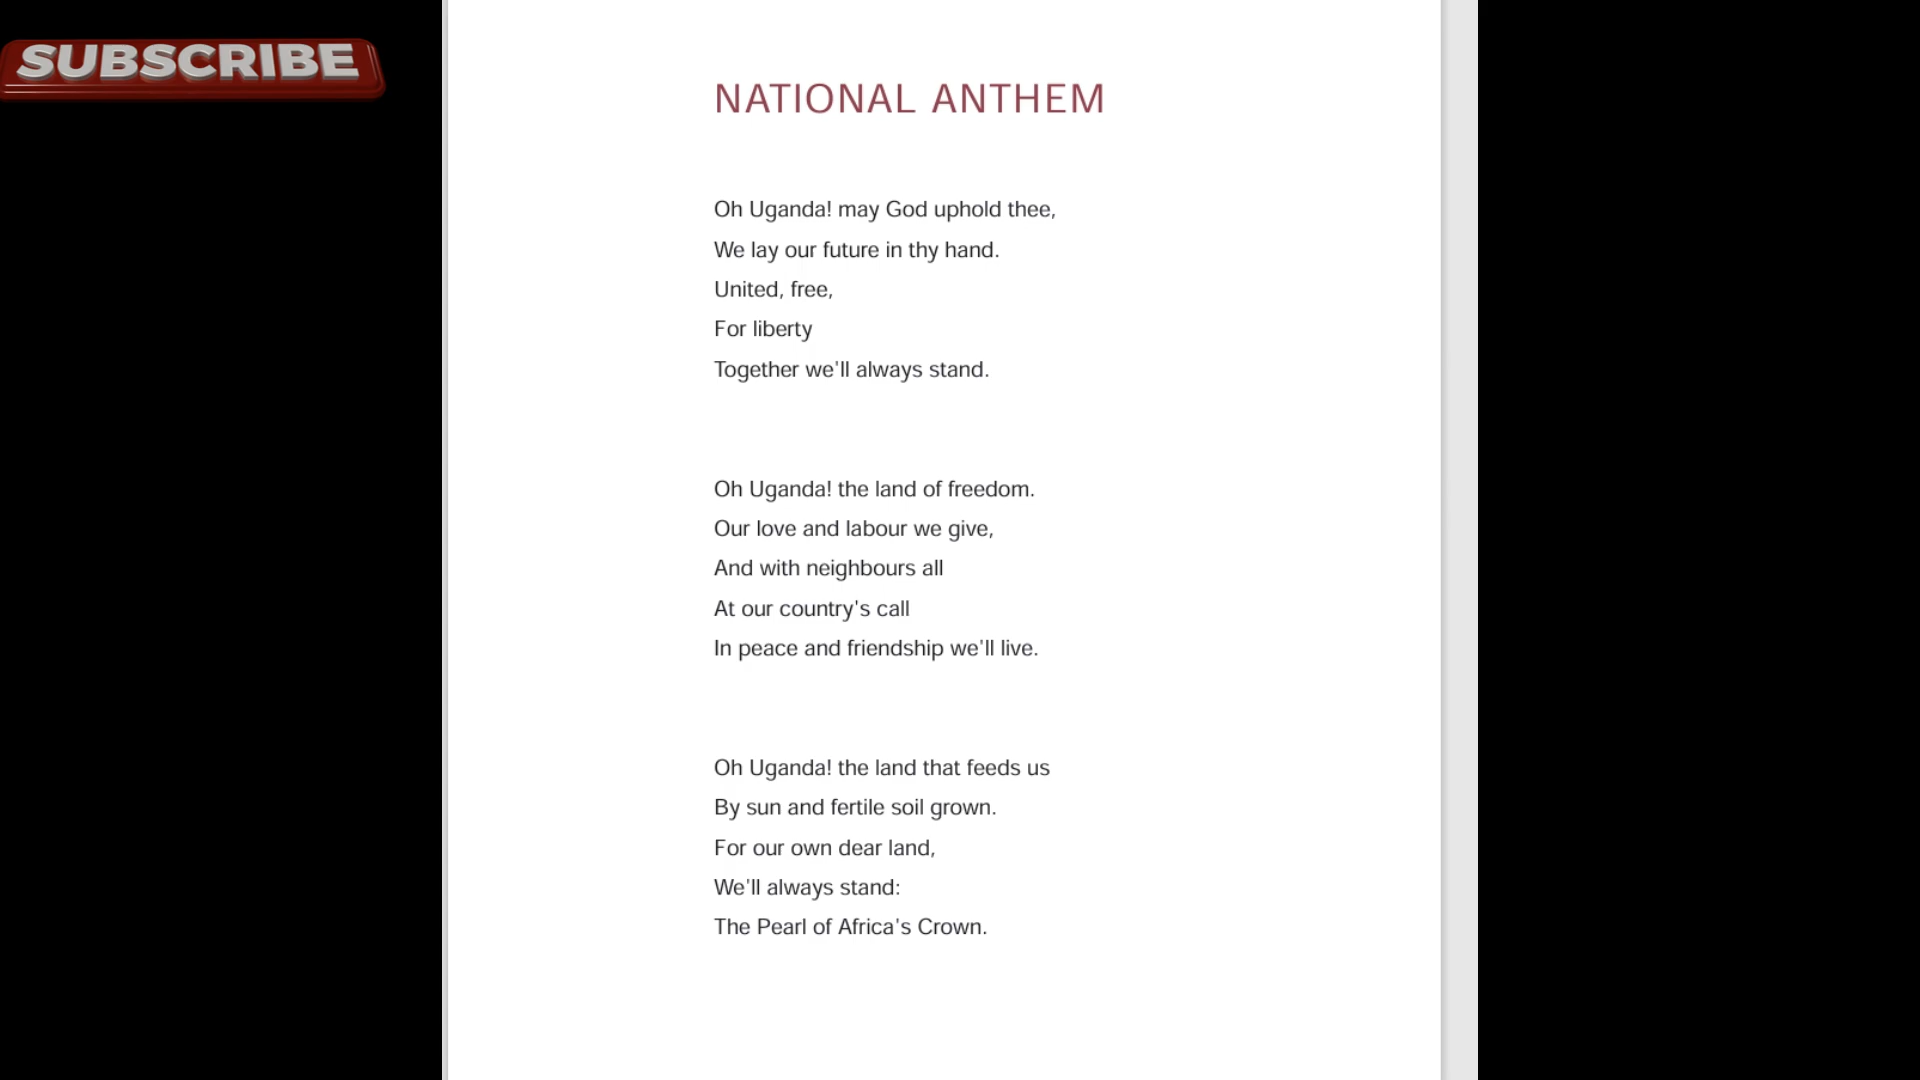 SUBSCRIBE
NATIONAL ANTHEM
Oh Uganda! may God uphold thee,
We lay our future in thy hand.
United, free,
For liberty
Together we'll always stand.
Oh Uganda! the land of freedom.
Our love and labour we give,
And with neighbours all
At our country's call
In peace and friendship we'll live.
Oh Uganda! the land that feeds us
By sun and fertile soil grown.
For our own dear land,
We'll always stand:
The Pearl of Africa's Crown.